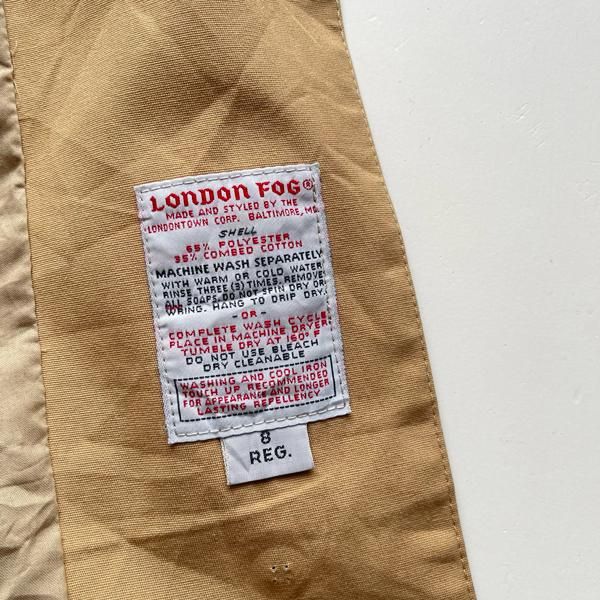 LONDON FOG®
MADE AND STYLED BY THE
LONDONTOWN CORP. BALTIMORE, MD.
SHELL
65% POLYESTER
35% COMBED COTTON
MACHINE WASH SEPARATELY
WITH WARM OR COLD WATER
RINSE THREE (3) TIMES. REMOVE
ALL SOAPS. DO NOT SPIN DRY OR
WRING. HANG TO DRIP DRY.
- OR -
COMPLETE WASH CYCLE
PLACE IN MACHINE DRYER
TUMBLE DRY AT 160° F
DO NOT USE BLEACH
DRY CLEANABLE
WASHING AND COOL IRON
TOUCH UP RECOMMENDED
FOR APPEARANCE AND LONGER
LASTING REPELLENCY
8
REG.